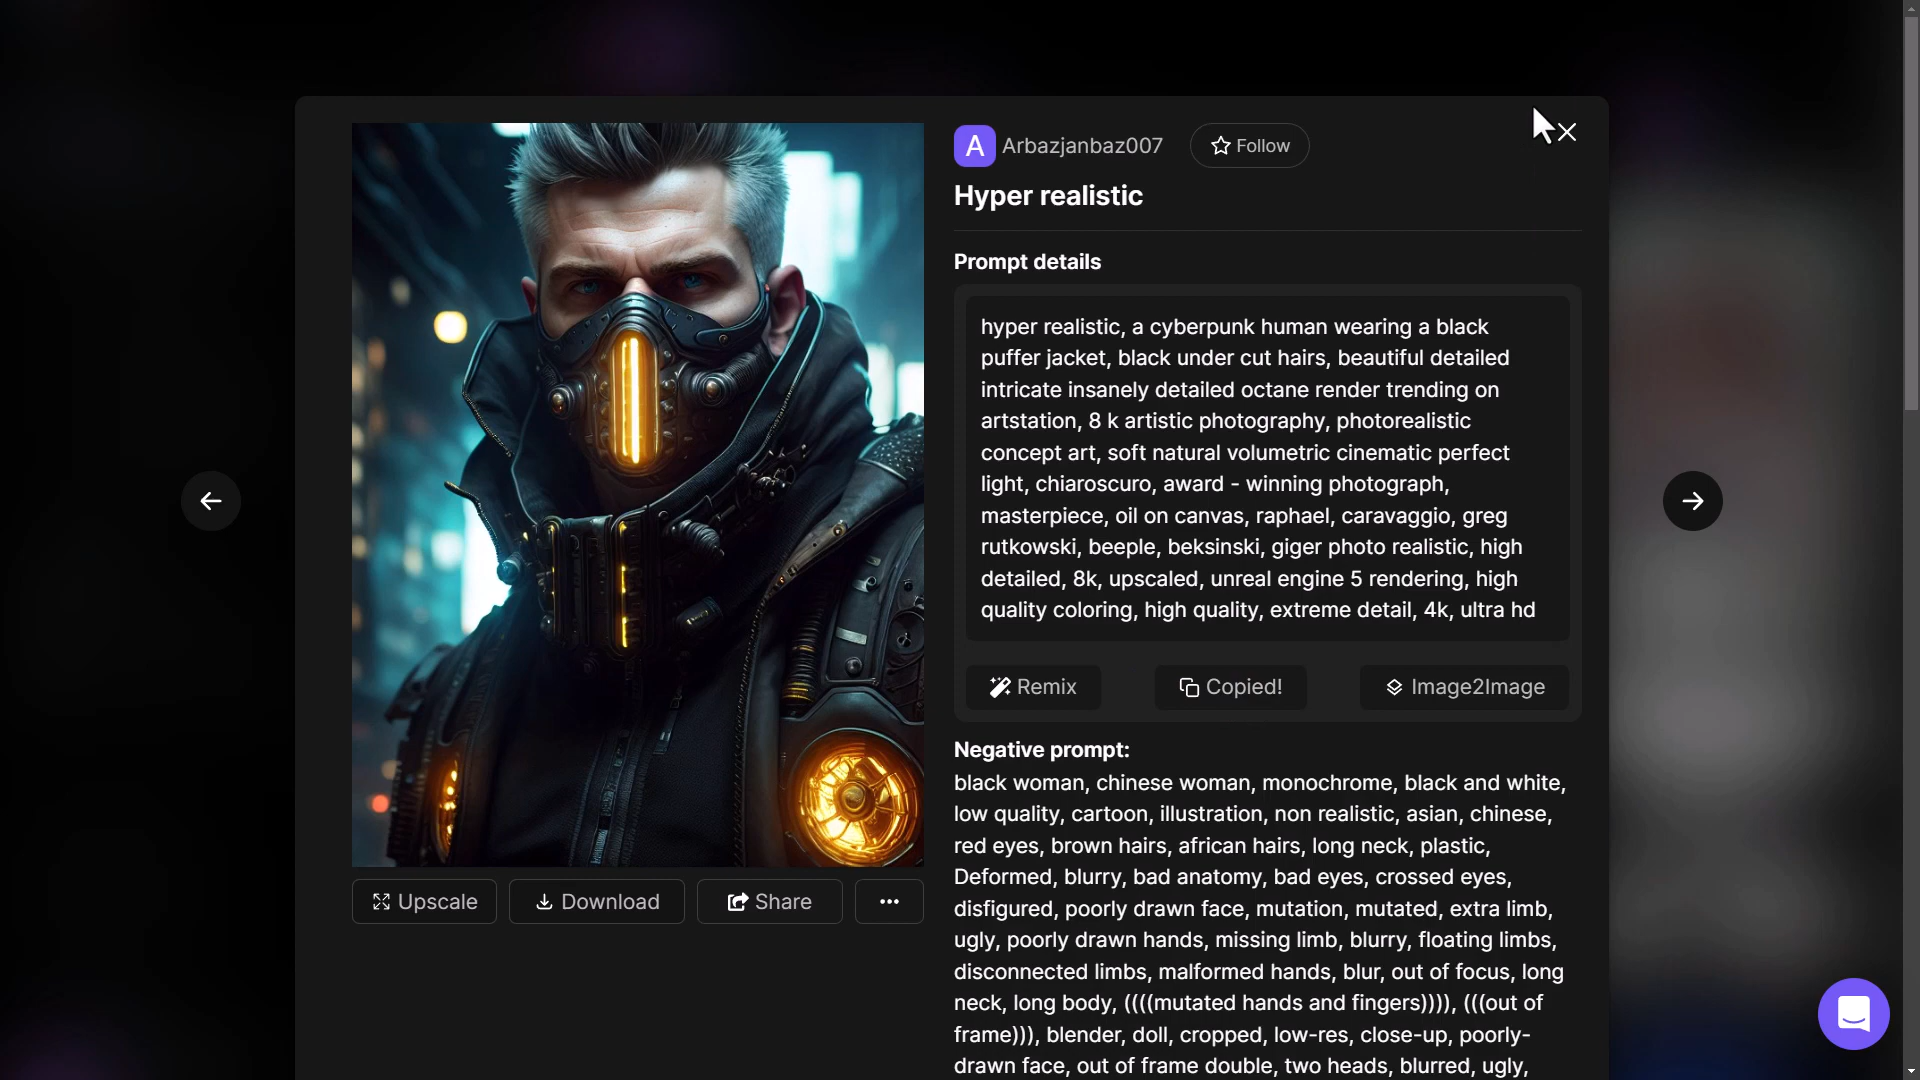 A Arbazjanbaz007 Follow
Hyper realistic
Prompt details
hyper realistic, a cyberpunk human wearing a black
puffer jacket, black under cut hairs, beautiful detailed
intricate insanely detailed octane render trending on
artstation, 8 k artistic photography, photorealistic
concept art, soft natural volumetric cinematic perfect
light, chiaroscuro, award - winning photograph,
masterpiece, oil on canvas, raphael, caravaggio, greg
rutkowski, beeple, beksinski, giger photo realistic, high
detailed, 8k, upscaled, unreal engine 5 rendering, high
quality coloring, high quality, extreme detail, 4k, ultra hd
Remix Copied! Image2Image
Negative prompt:
black woman, chinese woman, monochrome, black and white,
low quality, cartoon, illustration, non realistic, asian, chinese,
red eyes, brown hairs, african hairs, long neck, plastic,
Deformed, blurry, bad anatomy, bad eyes, crossed eyes,
disfigured, poorly drawn face, mutation, mutated, extra limb,
ugly, poorly drawn hands, missing limb, blurry, floating limbs,
disconnected limbs, malformed hands, blur, out of focus, long
neck, long body, ((((mutated hands and fingers)))), (((out of
frame))), blender, doll, cropped, low-res, close-up, poorly-
drawn face, out of frame double, two heads, blurred, ugly,
Upscale Download Share